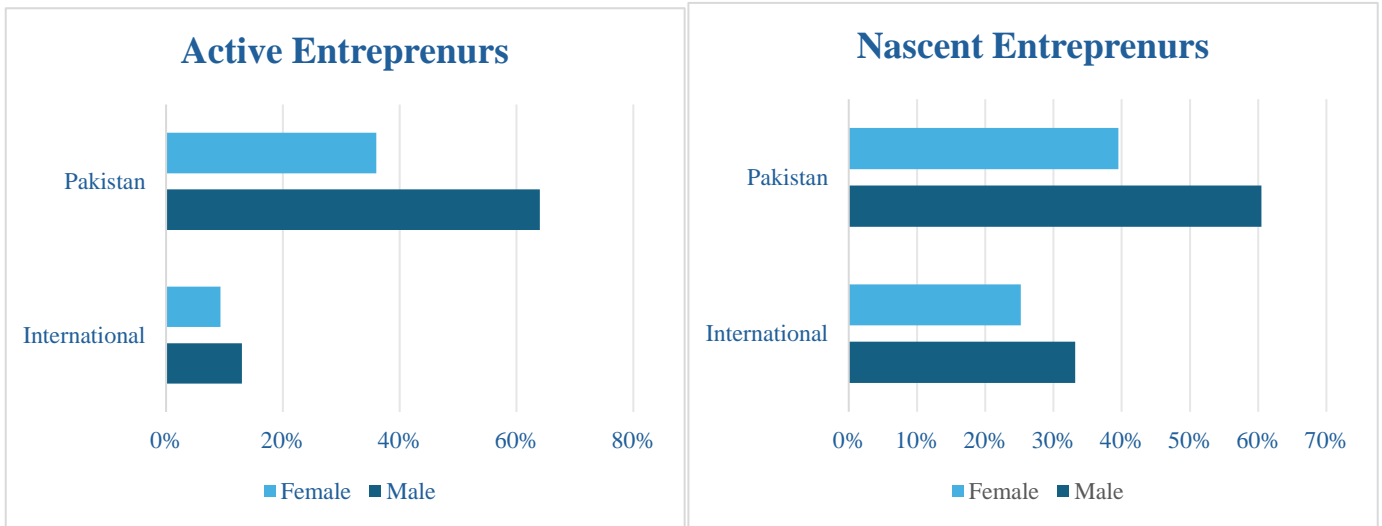 Active Entreprenurs
Pakistan
International
0% 20% 40% 60% 80%
Female Male
Nascent Entreprenurs
Pakistan
International
0% 10% 20% 30% 40% 50% 60% 70%
Female Male